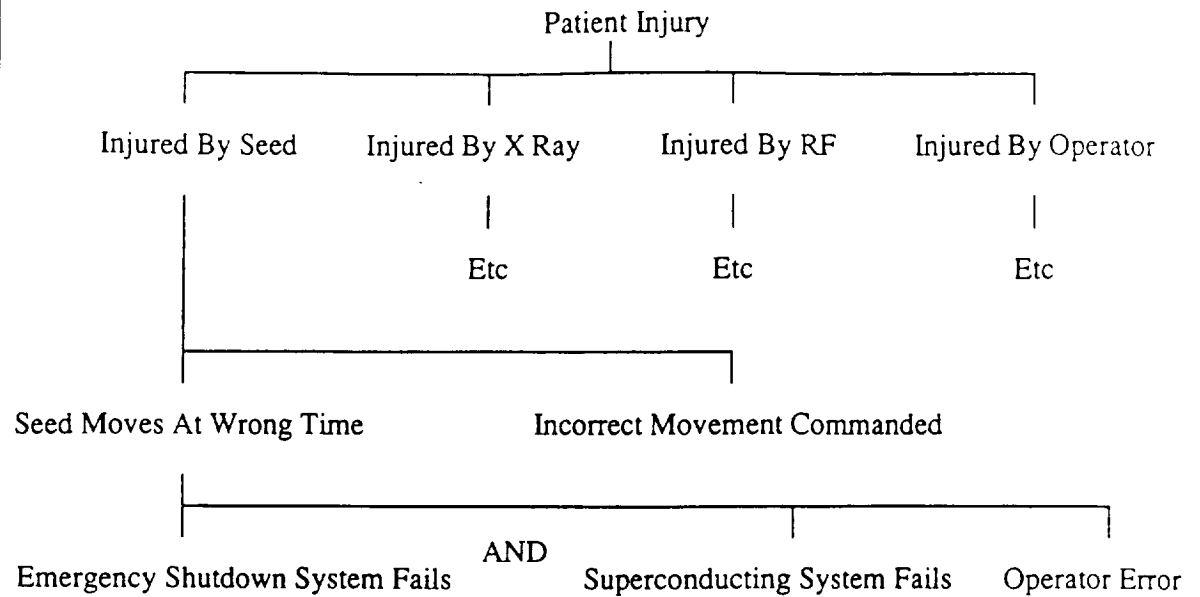 Patient Injury
Injured By Seed Injured By X Ray Injured By RF Injured By Operator
Etc Etc Etc
Seed Moves At Wrong Time Incorrect Movement Commanded
AND
Emergency Shutdown System Fails Superconducting System Fails Operator Error